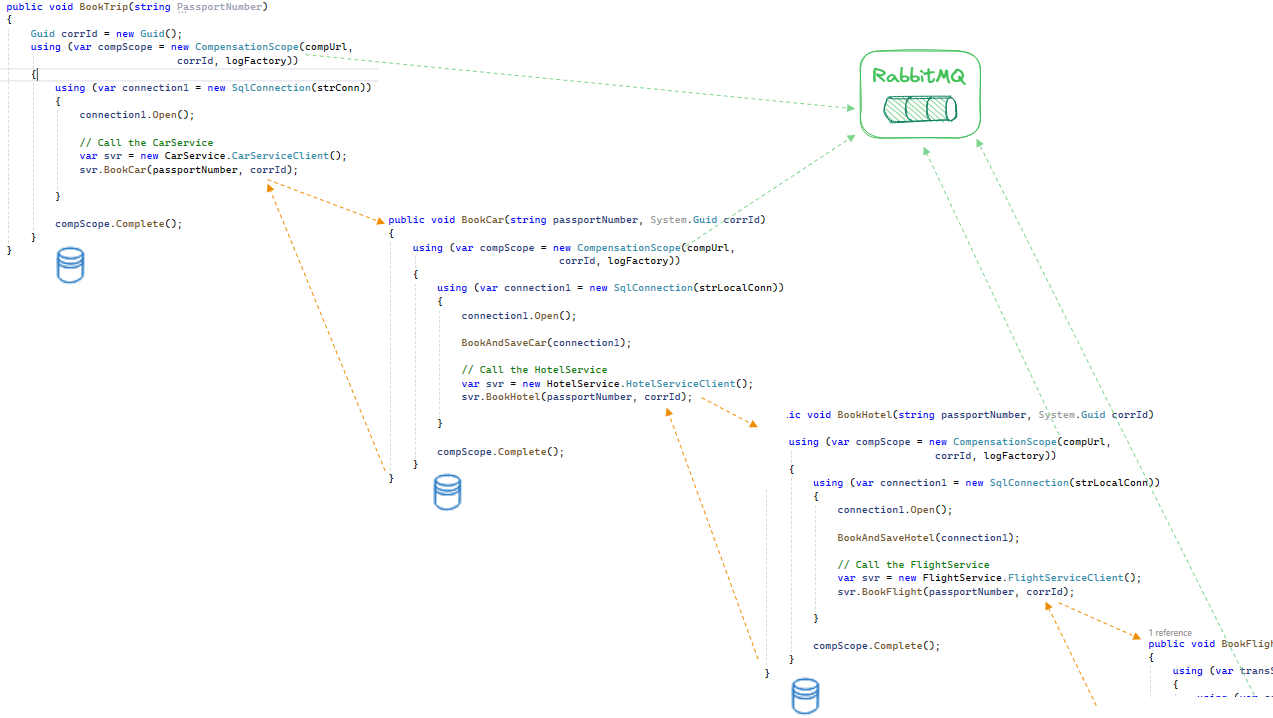 public void BookTrip(string PassportNumber)
{
Guid corrId = new Guid();
using (var compScope = new CompensationScope(compUrl,
corrId, logFactory))
{
using (var connection1 = new SqlConnection(strConn))
{
connection1.Open();
// Call the CarService
var svr = new CarService.CarServiceClient();
svr.BookCar(passportNumber, corrId);
}
compScope.Complete();
}
}
RabbitMQ
public void BookCar(string passportNumber, System.Guid corrId)
{
using (var compScope = new CompensationScope(compUrl,
corrId, logFactory))
{
using (var connection1 = new SqlConnection(strLocalConn))
{
connection1.Open();
BookAndSaveCar(connection1);
// Call the HotelService
var svr = new HotelService.HotelServiceClient();
svr.BookHotel(passportNumber, corrId);
}
compScope.Complete();
}
}
ic void BookHotel(string passportNumber, System.Guid corrId)
using (var compScope = new CompensationScope(compUrl,
corrId, logFactory))
{
using (var connection1 = new SqlConnection(strLocalConn))
{
connection1.Open();
BookAndSaveHotel(connection1);
// Call the FlightService
var svr = new FlightService.FlightServiceClient();
svr.BookFlight(passportNumber, corrId);
}
compScope.Complete();
}
}
1 reference
public void BookFligh
{
using (var transS
{